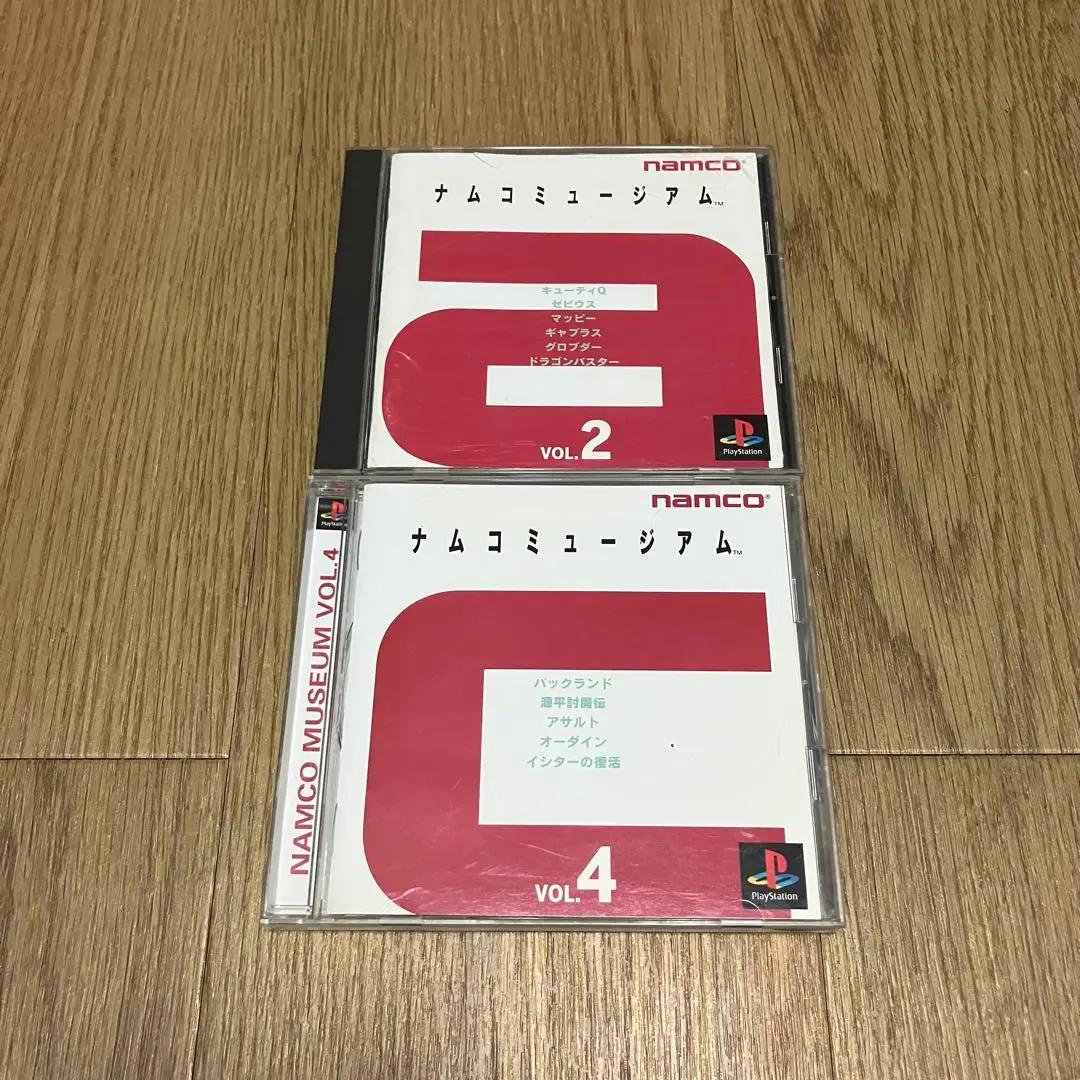 namco®
ナムコミュージアム™
キューティQ
ゼビウス
マッピー
ギャプラス
グロブダー
ドラゴンバスター
VOL.2
PlayStation
namco®
ナムコミュージアム™
パックランド
源平討魔伝
アサルト
オーダイン
イシターの復活
VOL.4
PlayStation
PlayStation
NAMCO MUSEUM VOL.4